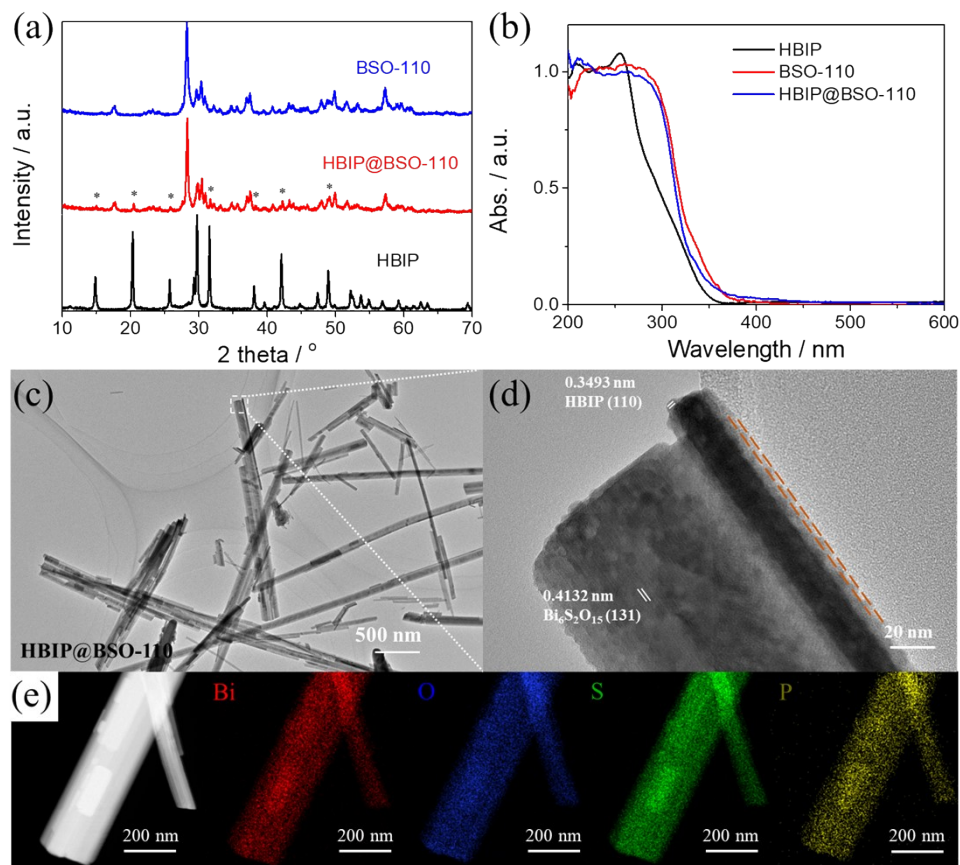 (a)
Intensity / a.u.
BSO-110
HBIP@BSO-110
* * * * * * *
HBIP
10 20 30 40 50 60 70
2 theta / °
(b)
Abs. / a.u.
1.0
0.5
0.0
HBIP
BSO-110
HBIP@BSO-110
200 300 400 500 600
Wavelength / nm
(c)
HBIP@BSO-110
500 nm
(d)
0.3493 nm
HBIP (110)
0.4132 nm
Bi₆S₂O₁₅ (131)
20 nm
(e)
Bi
O
S
P
200 nm
200 nm
200 nm
200 nm
200 nm